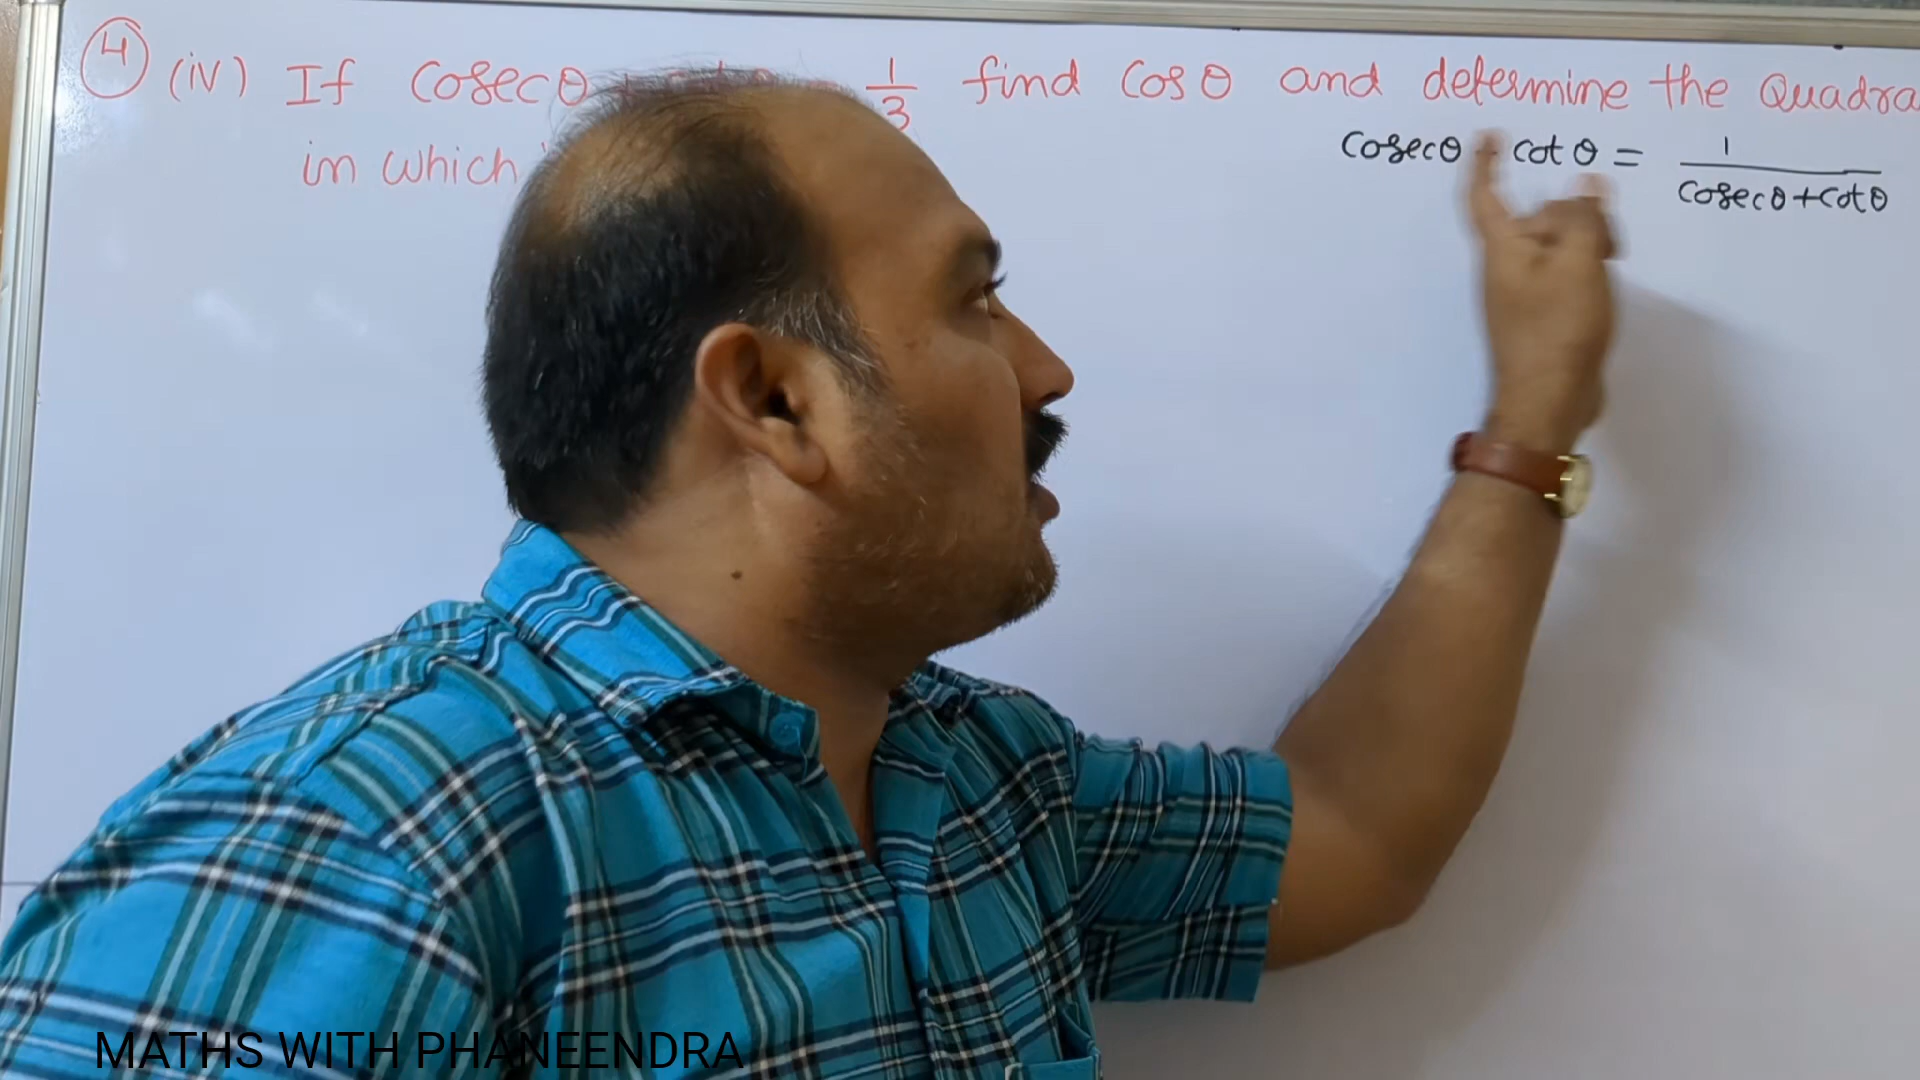 ④ (iv) If Cosecθ = 1/3 find Cosθ and determine the Quadra
in which
Cosecθ - cotθ = 1/(Cosecθ+Cotθ)
MATHS WITH PHANEENDRA